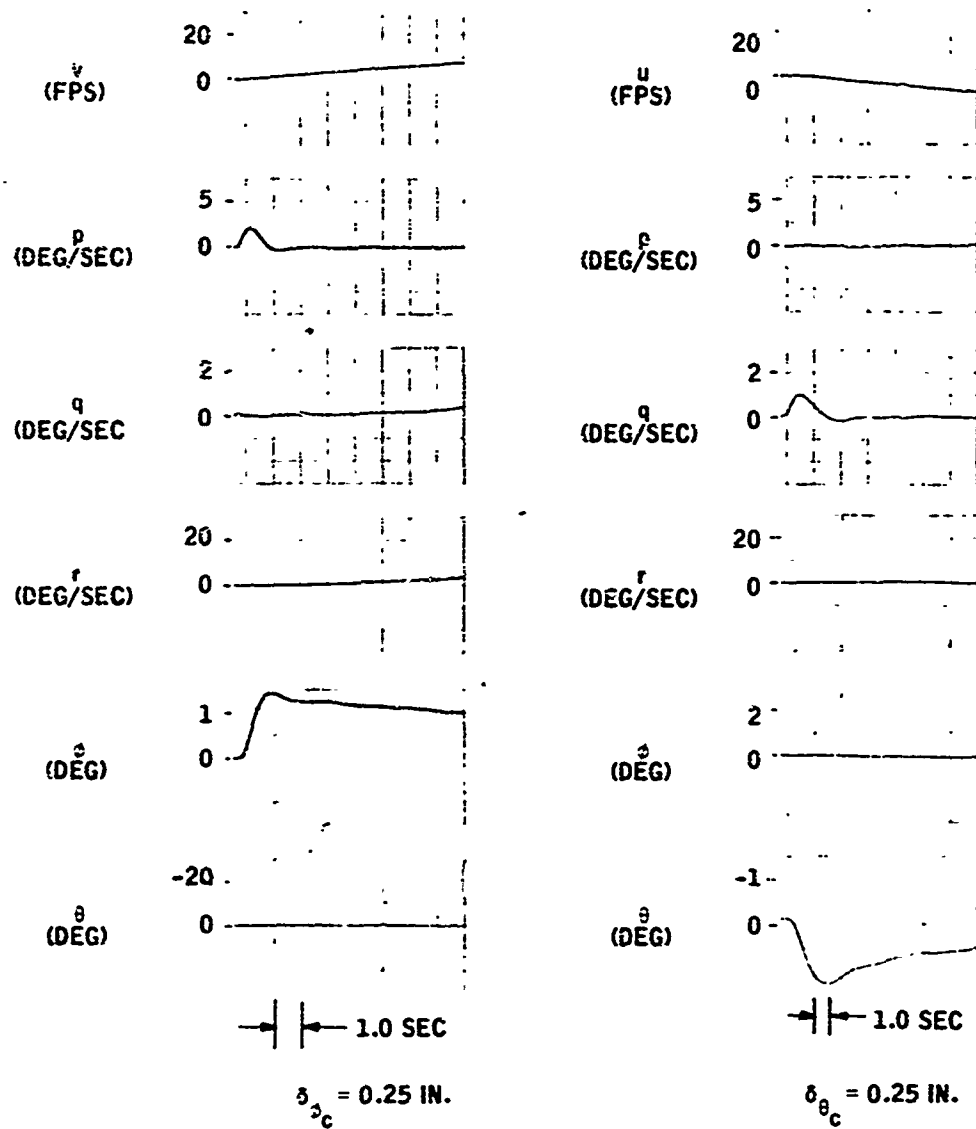 20
v
(FPS)
0
5
p
(DEG/SEC)
0
2
q
(DEG/SEC
0
20
r
(DEG/SEC)
0
1
(DEG)
0
-20
θ
(DEG)
0
1.0 SEC
= 0.25 IN.
20
u
(FPS)
0
5
p
(DEG/SEC)
0
2
q
(DEG/SEC)
0
20
r
(DEG/SEC)
0
2
(DEG)
0
-1
θ
(DEG)
0
1.0 SEC
δθc = 0.25 IN.